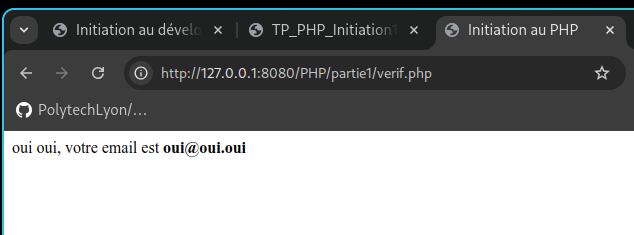 Initiation au dévelo
TP_PHP_Initiation1
Initiation au PHP
http://127.0.0.1:8080/PHP/partie1/verif.php
PolytechLyon/...
oui oui, votre email est oui@oui.oui